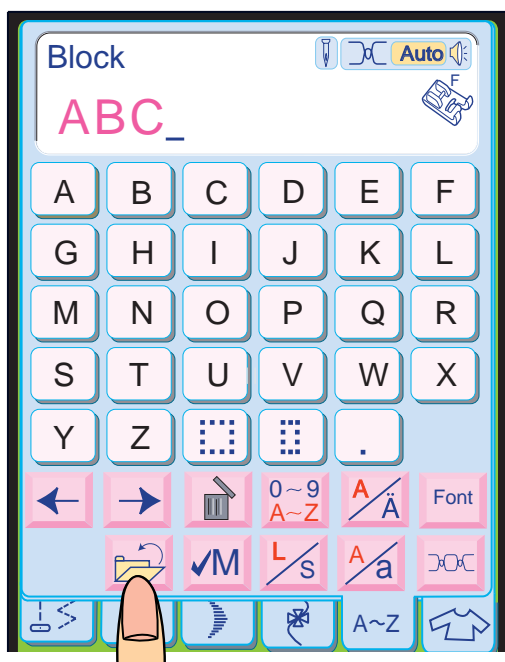 Block Auto
F
ABC_
A B C D E F
G H I J K L
M N O P Q R
S T U V W X
Y Z .
0~9 A/Ä Font
A~Z
✓M L/s A/a
A~Z